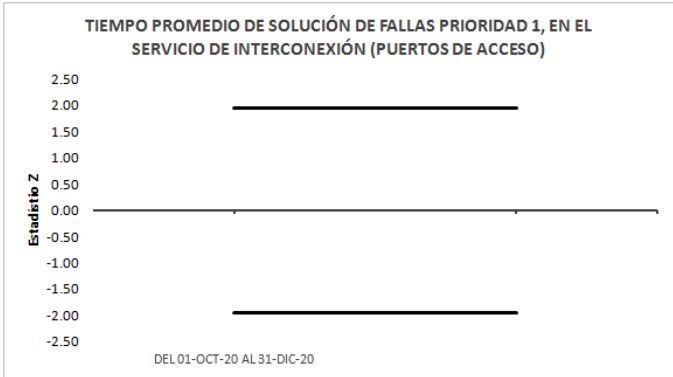 TIEMPO PROMEDIO DE SOLUCIÓN DE FALLAS PRIORIDAD 1, EN EL
SERVICIO DE INTERCONEXIÓN (PUERTOS DE ACCESO)
2.50
2.00
1.50
1.00
0.50
0.00
-0.50
-1.00
-1.50
-2.00
-2.50
Estadistio Z
DEL 01-OCT-20 AL 31-DIC-20